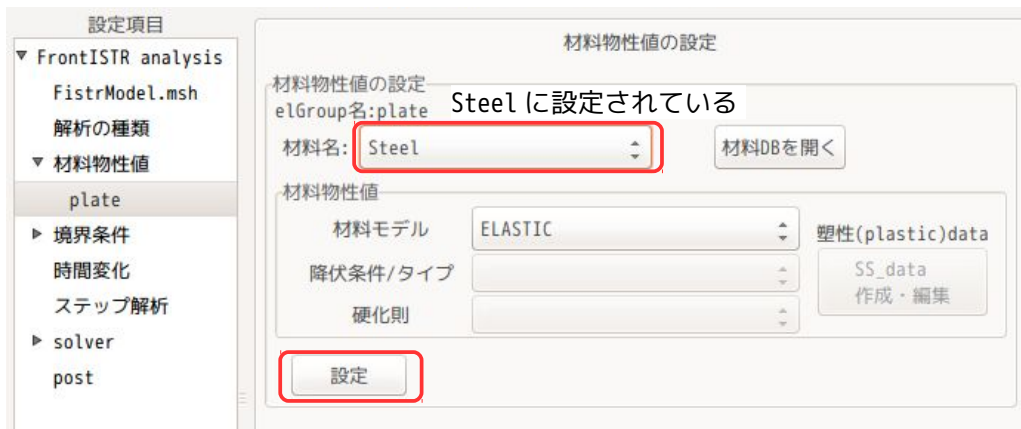 設定項目
▼ FrontISTR analysis
FistrModel.msh
解析の種類
▼ 材料物性値
plate
▶ 境界条件
時間変化
ステップ解析
▶ solver
post
材料物性値の設定
材料物性値の設定
elGroup名:plate
Steelに設定されている
材料名: Steel
材料DBを開く
材料物性値
材料モデル ELASTIC
塑性(plastic)data
降伏条件/タイプ
SS_data
作成・編集
硬化則
設定